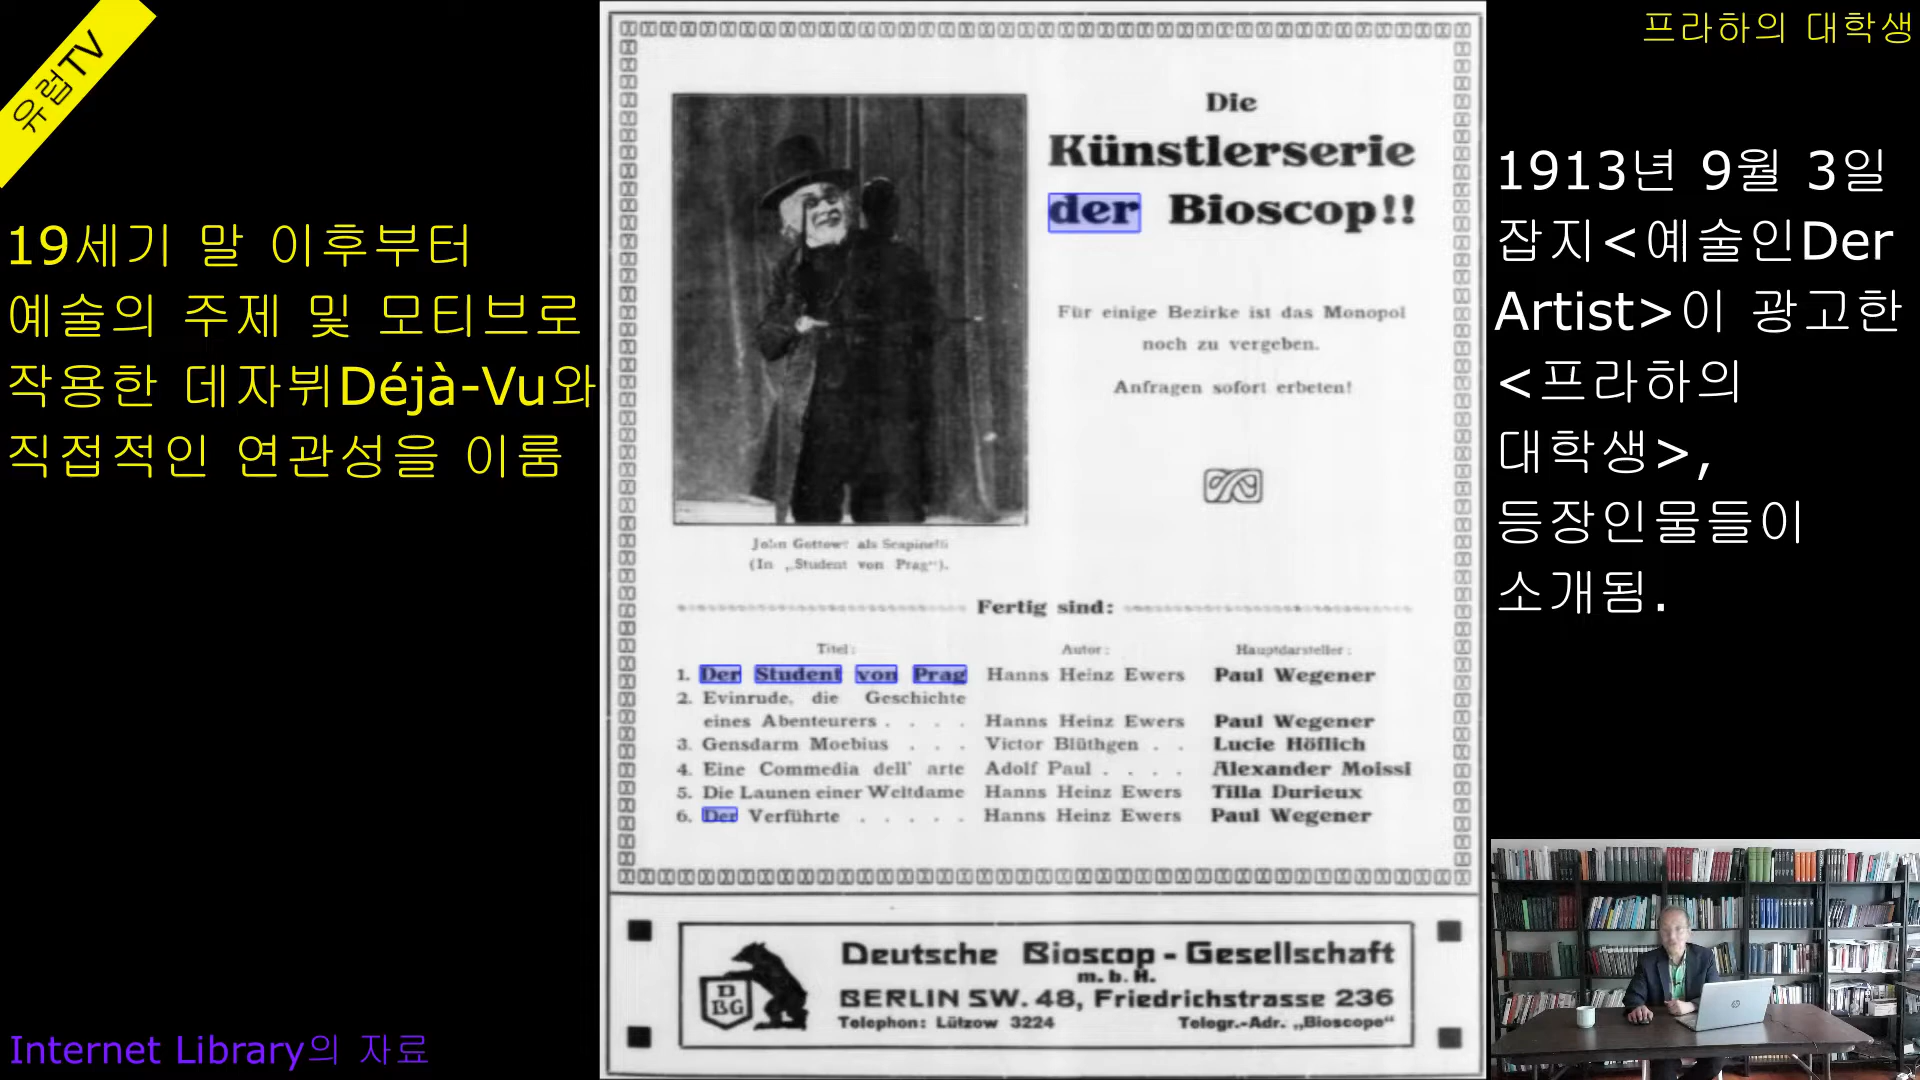 유럽TV
프라하의 대학생
19세기 말 이후부터
예술의 주제 및 모티브로
작용한 데자뷔Déjà-Vu와
직접적인 연관성을 이룸
Die
Künstlerserie
der Bioscop!!
Für einige Bezirke ist das Monopol
noch zu vergeben.
Anfragen sofort erbeten!
John Gottowt als Scapinelli
(In „Student von Prag“).
Fertig sind:
Titel: Autor: Hauptdarsteller:
1. Der Student von Prag Hanns Heinz Ewers Paul Wegener
2. Evinrude, die Geschichte
eines Abenteurers . . . . Hanns Heinz Ewers Paul Wegener
3. Gensdarm Moebius . . . Victor Blüthgen . . Lucie Höflich
4. Eine Commedia dell' arte Adolf Paul . . . . Alexander Moissi
5. Die Launen einer Weltdame Hanns Heinz Ewers Tilla Durieux
6. Der Verführte . . . . . Hanns Heinz Ewers Paul Wegener
D
BG
Deutsche Bioscop-Gesellschaft
m. b. H.
BERLIN SW. 48, Friedrichstrasse 236
Telephon: Lützow 3224 Telegr.-Adr. „Bioscope“
1913년 9월 3일
잡지<예술인Der
Artist>이 광고한
<프라하의
대학생>,
등장인물들이
소개됨.
Internet Library의 자료
hp